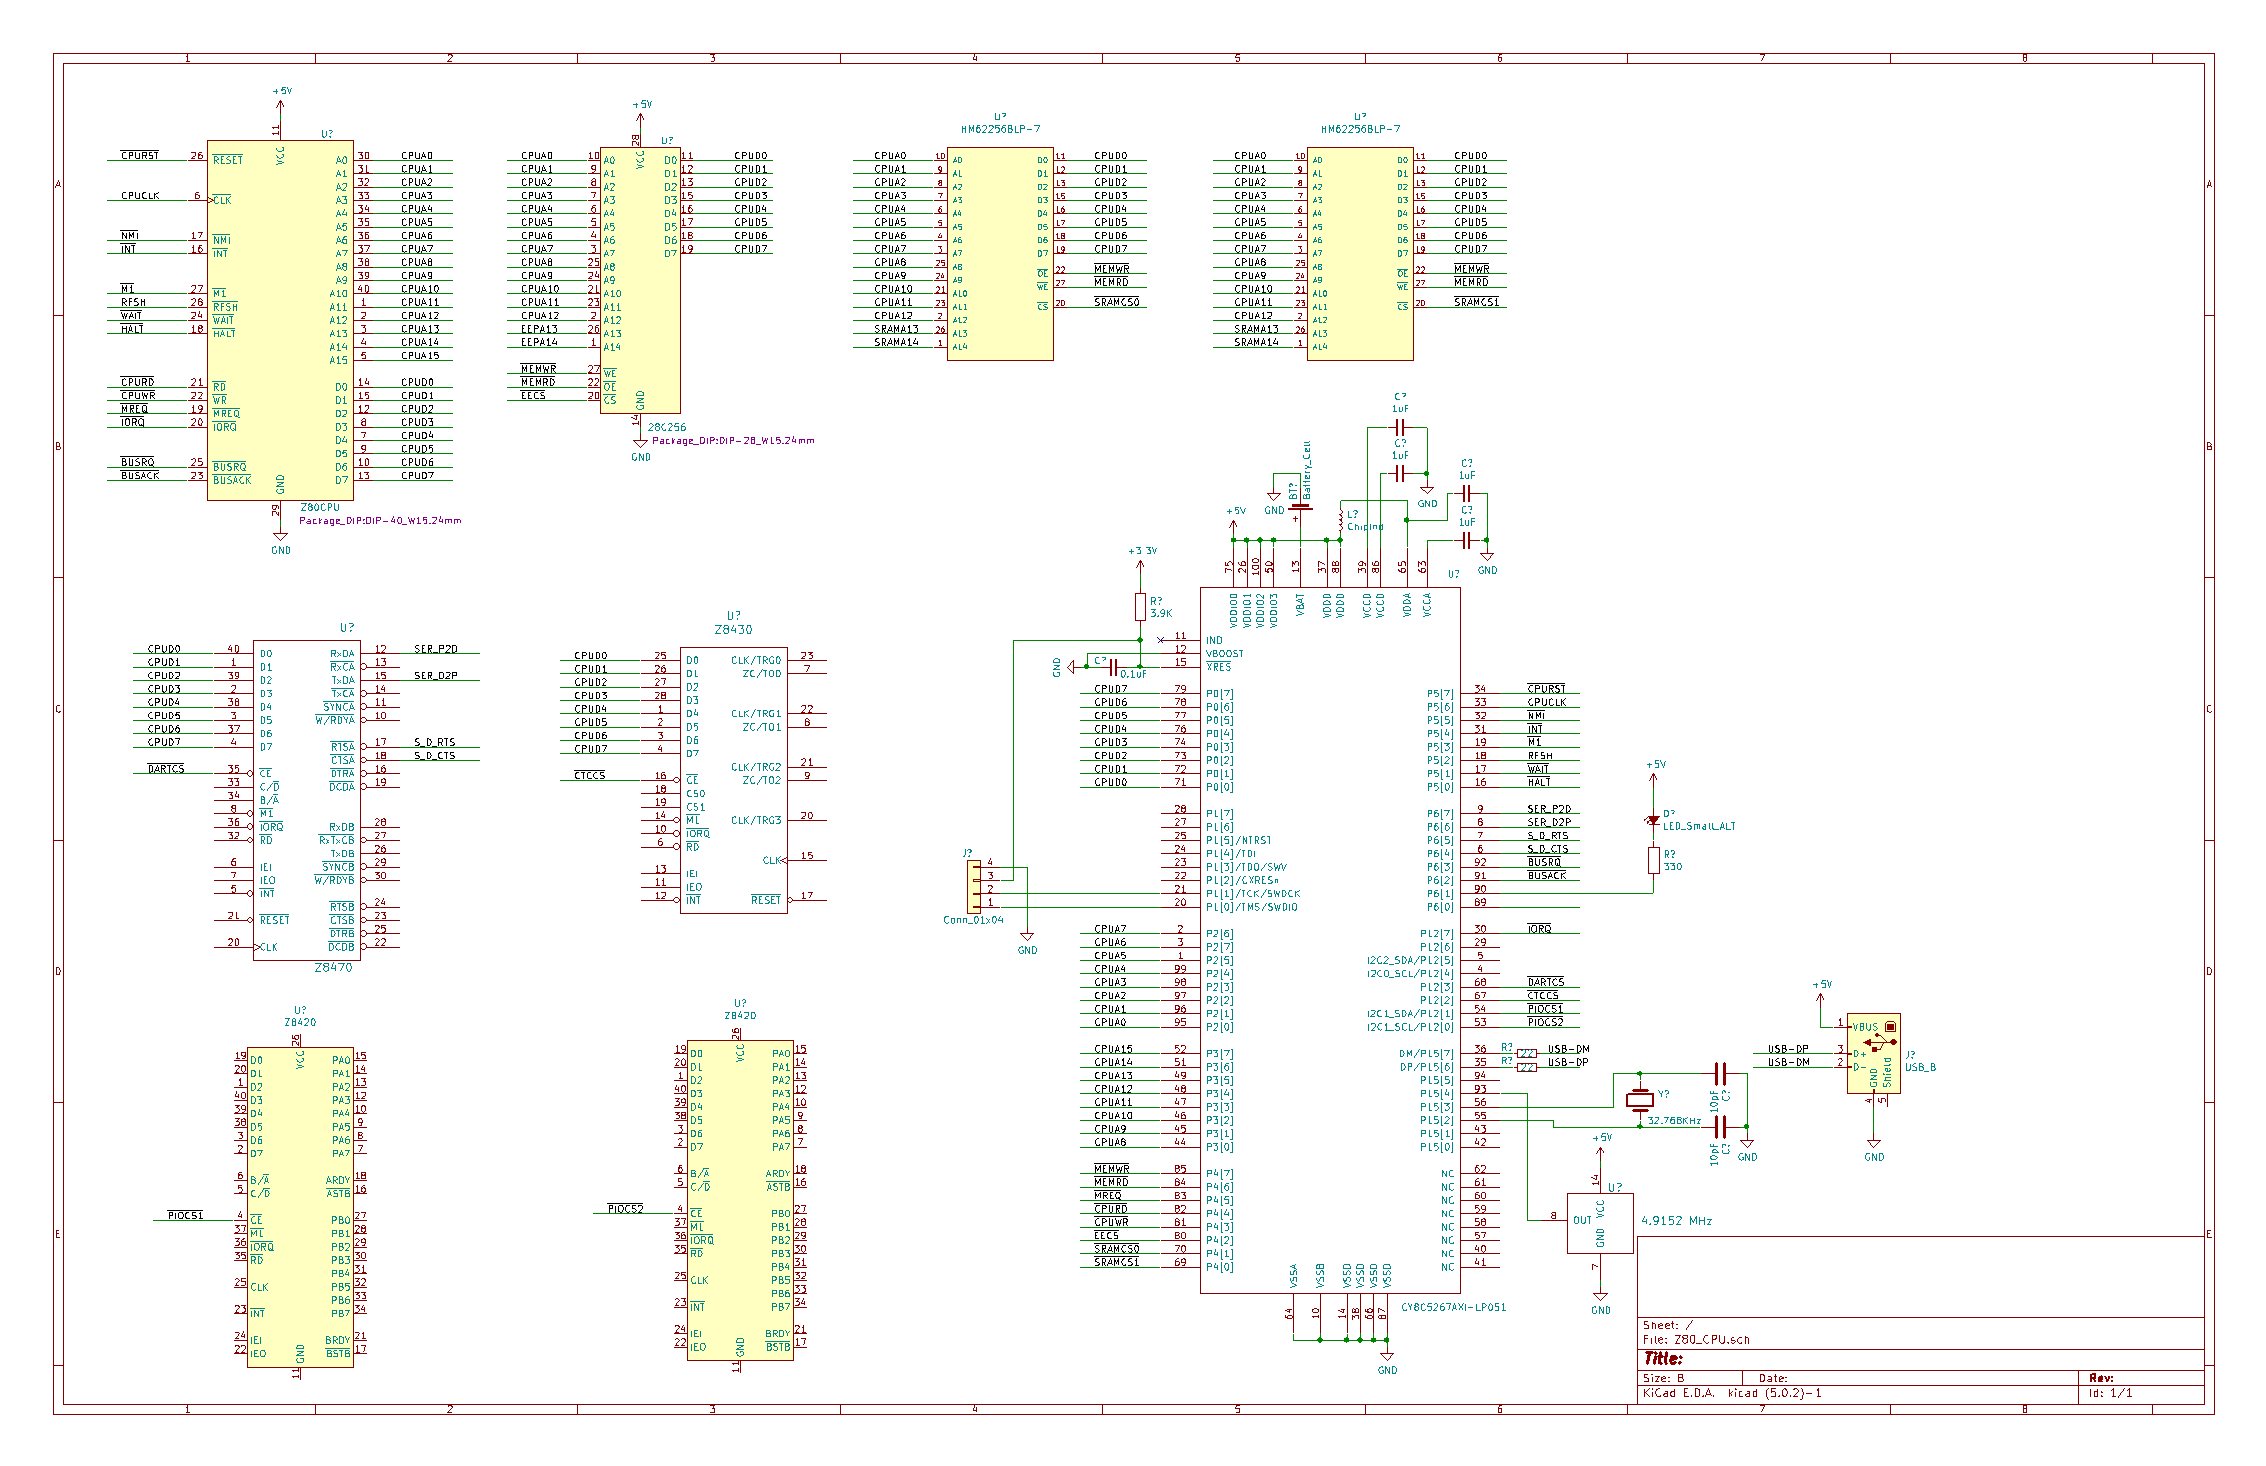 1 2 3 4 5 6 7 8
A
B
C
D
E
+5V
U?
11
VCC
CPURST 26 RESET
CPUCLK 6 CLK
NMI 17 NMI
INT 16 INT
M1 27 M1
RFSH 28 RFSH
WAIT 24 WAIT
HALT 18 HALT
CPURD 21 RD
CPUWR 22 WR
MREQ 19 MREQ
IORQ 20 IORQ
BUSRQ 25 BUSRQ
BUSACK 23 BUSACK
A0 30 CPUA0
A1 31 CPUA1
A2 32 CPUA2
A3 33 CPUA3
A4 34 CPUA4
A5 35 CPUA5
A6 36 CPUA6
A7 37 CPUA7
A8 38 CPUA8
A9 39 CPUA9
A10 40 CPUA10
A11 1 CPUA11
A12 2 CPUA12
A13 3 CPUA13
A14 4 CPUA14
A15 5 CPUA15
D0 14 CPUD0
D1 15 CPUD1
D2 12 CPUD2
D3 8 CPUD3
D4 7 CPUD4
D5 9 CPUD5
D6 10 CPUD6
D7 13 CPUD7
GND
29
Z80CPU
Package_DIP:DIP-40_W15.24mm
GND
+5V
28
U?
VCC
CPUA0 10 A0 D0 11 CPUD0
CPUA1 9 A1 D1 12 CPUD1
CPUA2 8 A2 D2 13 CPUD2
CPUA3 7 A3 D3 15 CPUD3
CPUA4 6 A4 D4 16 CPUD4
CPUA5 5 A5 D5 17 CPUD5
CPUA6 4 A6 D6 18 CPUD6
CPUA7 3 A7 D7 19 CPUD7
CPUA8 25 A8
CPUA9 24 A9
CPUA10 21 A10
CPUA11 23 A11
CPUA12 2 A12
EEPA13 26 A13
EEPA14 1 A14
MEMWR 27 WE
MEMRD 22 OE
EECS 20 CS
GND
14
28C256
Package_DIP:DIP-28_W15.24mm
GND
U?
HM62256BLP-7
CPUA0 10 A0 D0 11 CPUD0
CPUA1 9 A1 D1 12 CPUD1
CPUA2 8 A2 D2 13 CPUD2
CPUA3 7 A3 D3 15 CPUD3
CPUA4 6 A4 D4 16 CPUD4
CPUA5 5 A5 D5 17 CPUD5
CPUA6 4 A6 D6 18 CPUD6
CPUA7 3 A7 D7 19 CPUD7
CPUA8 25 A8
CPUA9 24 A9 OE 22 MEMWR
CPUA10 21 A10 WE 27 MEMRD
CPUA11 23 A11 CS 20 SRAMCS0
CPUA12 2 A12
SRAMA13 26 A13
SRAMA14 1 A14
U?
HM62256BLP-7
CPUA0 10 A0 D0 11 CPUD0
CPUA1 9 A1 D1 12 CPUD1
CPUA2 8 A2 D2 13 CPUD2
CPUA3 7 A3 D3 15 CPUD3
CPUA4 6 A4 D4 16 CPUD4
CPUA5 5 A5 D5 17 CPUD5
CPUA6 4 A6 D6 18 CPUD6
CPUA7 3 A7 D7 19 CPUD7
CPUA8 25 A8
CPUA9 24 A9 OE 22 MEMWR
CPUA10 21 A10 WE 27 MEMRD
CPUA11 23 A11 CS 20 SRAMCS1
CPUA12 2 A12
SRAMA13 26 A13
SRAMA14 1 A14
U?
CPUD0 40 D0 RxDA 12 SER_P2D
CPUD1 1 D1 RxCA 13
CPUD2 39 D2 TxDA 15 SER_D2P
CPUD3 2 D3 TxCA 14
CPUD4 38 D4 SYNCA 11
CPUD5 3 D5 W/RDYA 10
CPUD6 37 D6
CPUD7 4 D7 RTSA 17 S_D_RTS
CTSA 18 S_D_CTS
DARTCS 35 CE DTRA 16
33 C/D DCDA 19
34 B/A
8 M1
36 IORQ RxDB 28
32 RD RxTxCB 27
TxDB 26
6 IEI SYNCB 29
7 IEO W/RDYB 30
5 INT
RTSB 24
21 RESET CTSB 23
DTRB 25
20 CLK DCDB 22
Z8470
U?
Z8430
CPUD0 25 D0 CLK/TRG0 23
CPUD1 26 D1 ZC/TO0 7
CPUD2 27 D2
CPUD3 28 D3
CPUD4 1 D4 CLK/TRG1 22
CPUD5 2 D5 ZC/TO1 8
CPUD6 3 D6
CPUD7 4 D7
CLK/TRG2 21
CTCCS 16 CE ZC/TO2 9
18 CS0
19 CS1
14 M1 CLK/TRG3 20
10 IORQ
6 RD
CLK 15
13 IEI
11 IEO
12 INT RESET 17
U?
Z8420
26
VCC
19 D0 PA0 15
20 D1 PA1 14
1 D2 PA2 13
40 D3 PA3 12
39 D4 PA4 10
38 D5 PA5 9
3 D6 PA6 8
2 D7 PA7 7
6 B/A ARDY 18
5 C/D ASTB 16
PIOCS1 4 CE PB0 27
37 M1 PB1 28
36 IORQ PB2 29
35 RD PB3 30
PB4 31
25 CLK PB5 32
PB6 33
23 INT PB7 34
24 IEI BRDY 21
22 IEO BSTB 17
GND
11
U?
Z8420
26
VCC
19 D0 PA0 15
20 D1 PA1 14
1 D2 PA2 13
40 D3 PA3 12
39 D4 PA4 10
38 D5 PA5 9
3 D6 PA6 8
2 D7 PA7 7
6 B/A ARDY 18
5 C/D ASTB 16
PIOCS2 4 CE PB0 27
37 M1 PB1 28
36 IORQ PB2 29
35 RD PB3 30
PB4 31
25 CLK PB5 32
PB6 33
23 INT PB7 34
24 IEI BRDY 21
22 IEO BSTB 17
GND
11
C?
1uF
C?
1uF
GND
C?
1uF
C?
1uF
GND
GND
BT?
Battery_Cell
+
L?
ChipInd
+5V
+3.3V
R?
3.9K
GND
C?
0.1uF
75 26 100 50 13 37 88 39 86 65 63
U?
VDDIO0 VDDIO1 VDDIO2 VDDIO3 VBAT VDDD VDDD VCCD VCCD VDDA VCCA
11 IND
12 VBOOST
15 XRES
CPUD7 79 P0[7]
CPUD6 78 P0[6]
CPUD5 77 P0[5]
CPUD4 76 P0[4]
CPUD3 74 P0[3]
CPUD2 73 P0[2]
CPUD1 72 P0[1]
CPUD0 71 P0[0]
28 P1[7]
27 P1[6]
25 P1[5]/NTRST
24 P1[4]/TDI
23 P1[3]/TDO/SWV
22 P1[2]/CXRESn
21 P1[1]/TCK/SWDCK
20 P1[0]/TMS/SWDIO
CPUA7 2 P2[6]
CPUA6 3 P2[7]
CPUA5 1 P2[5]
CPUA4 99 P2[4]
CPUA3 98 P2[3]
CPUA2 97 P2[2]
CPUA1 96 P2[1]
CPUA0 95 P2[0]
CPUA15 52 P3[7]
CPUA14 51 P3[6]
CPUA13 49 P3[5]
CPUA12 48 P3[4]
CPUA11 47 P3[3]
CPUA10 46 P3[2]
CPUA9 45 P3[1]
CPUA8 44 P3[0]
MEMWR 85 P4[7]
MEMRD 84 P4[6]
MREQ 83 P4[5]
CPURD 82 P4[4]
CPUWR 81 P4[3]
EECS 80 P4[2]
SRAMCS0 70 P4[1]
SRAMCS1 69 P4[0]
P5[7] 34 CPURST
P5[6] 33 CPUCLK
P5[5] 32 NMI
P5[4] 31 INT
P5[3] 19 M1
P5[2] 18 RFSH
P5[1] 17 WAIT
P5[0] 16 HALT
P6[7] 9 SER_P2D
P6[6] 8 SER_D2P
P6[5] 7 S_D_RTS
P6[4] 6 S_D_CTS
P6[3] 92 BUSRQ
P6[2] 91 BUSACK
P6[1] 90
P6[0] 89
P12[7] 30 IORQ
P12[6] 29
I2C2_SDA/P12[5] 5
I2C0_SCL/P12[4] 4
P12[3] 68 DARTCS
P12[2] 67 CTCCS
I2C1_SDA/P12[1] 54 PIOCS1
I2C1_SCL/P12[0] 53 PIOCS2
DM/P15[7] 36 R? 22 USB-DM
DP/P15[6] 35 R? 22 USB-DP
P15[5] 94
P15[4] 93
P15[3] 56
P15[2] 55
P15[1] 43
P15[0] 42
NC 62
NC 61
NC 60
NC 59
NC 58
NC 57
NC 40
NC 41
VSSA VSSB VSSD VSSD VSSD VSSD
64 10 14 38 66 87
CY8C5267AXI-LP051
GND
J?
4
3
2
1
Conn_01x04
GND
+5V
D?
LED_Small_ALT
R?
330
Y?
32.768KHz
10pF
C?
10pF
C?
GND
+5V
14
U?
VCC
8 OUT
GND
4.9152 MHz
7
GND
+5V
1 VBUS
USB-DP 3 D+
USB-DM 2 D-
GND
Shield
4 5
J?
USB_B
GND
Sheet: /
File: Z80_CPU.sch
Title:
Size: B Date: Rev:
KiCad E.D.A. kicad (5.0.2)-1 Id: 1/1
A
B
C
D
E
1 2 3 4 5 6 7 8